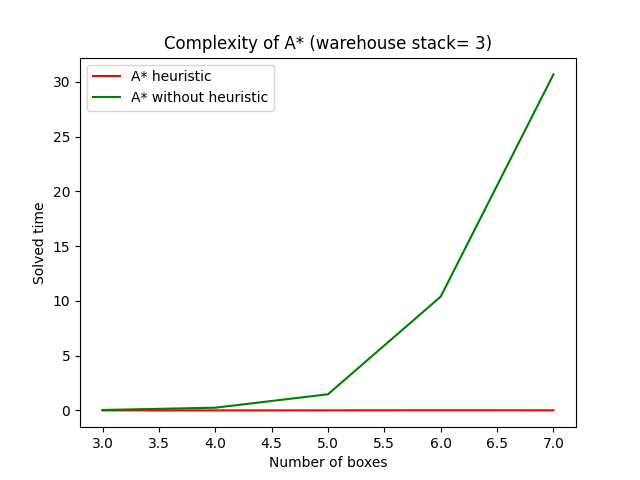 Complexity of A* (warehouse stack= 3)
A* heuristic
A* without heuristic
Solved time
30
25
20
15
10
5
0
3.0 3.5 4.0 4.5 5.0 5.5 6.0 6.5 7.0
Number of boxes